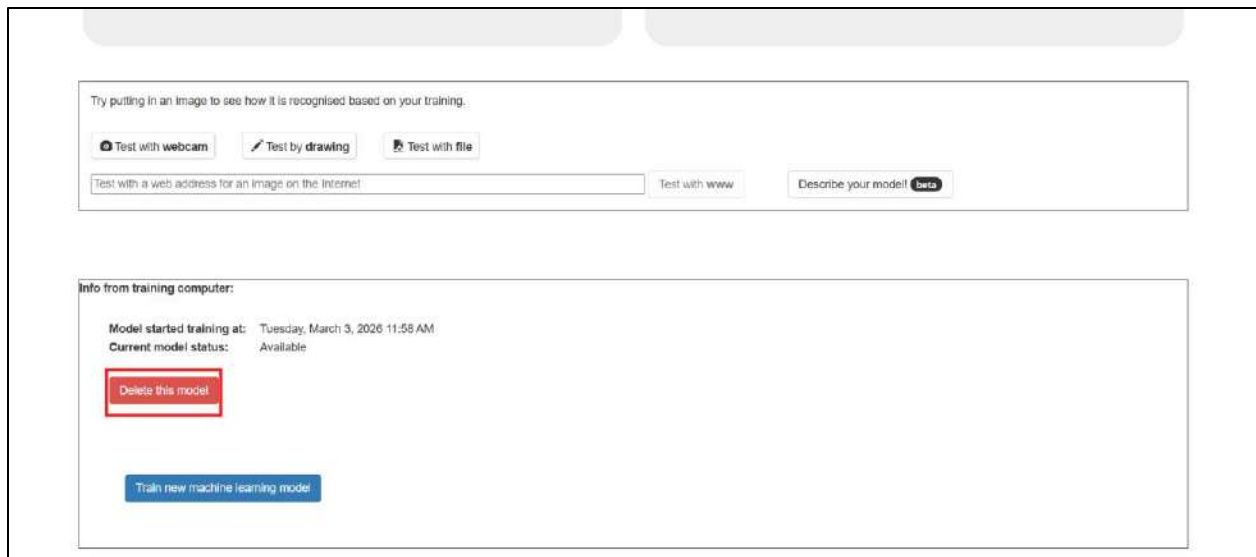 Try putting in an image to see how it is recognised based on your training.
Test with webcam Test by drawing Test with file
Test with a web address for an image on the internet Test with www Describe your model! beta
Info from training computer:
Model started training at: Tuesday, March 3, 2026 11:58 AM
Current model status: Available
Delete this model
Train new machine learning model